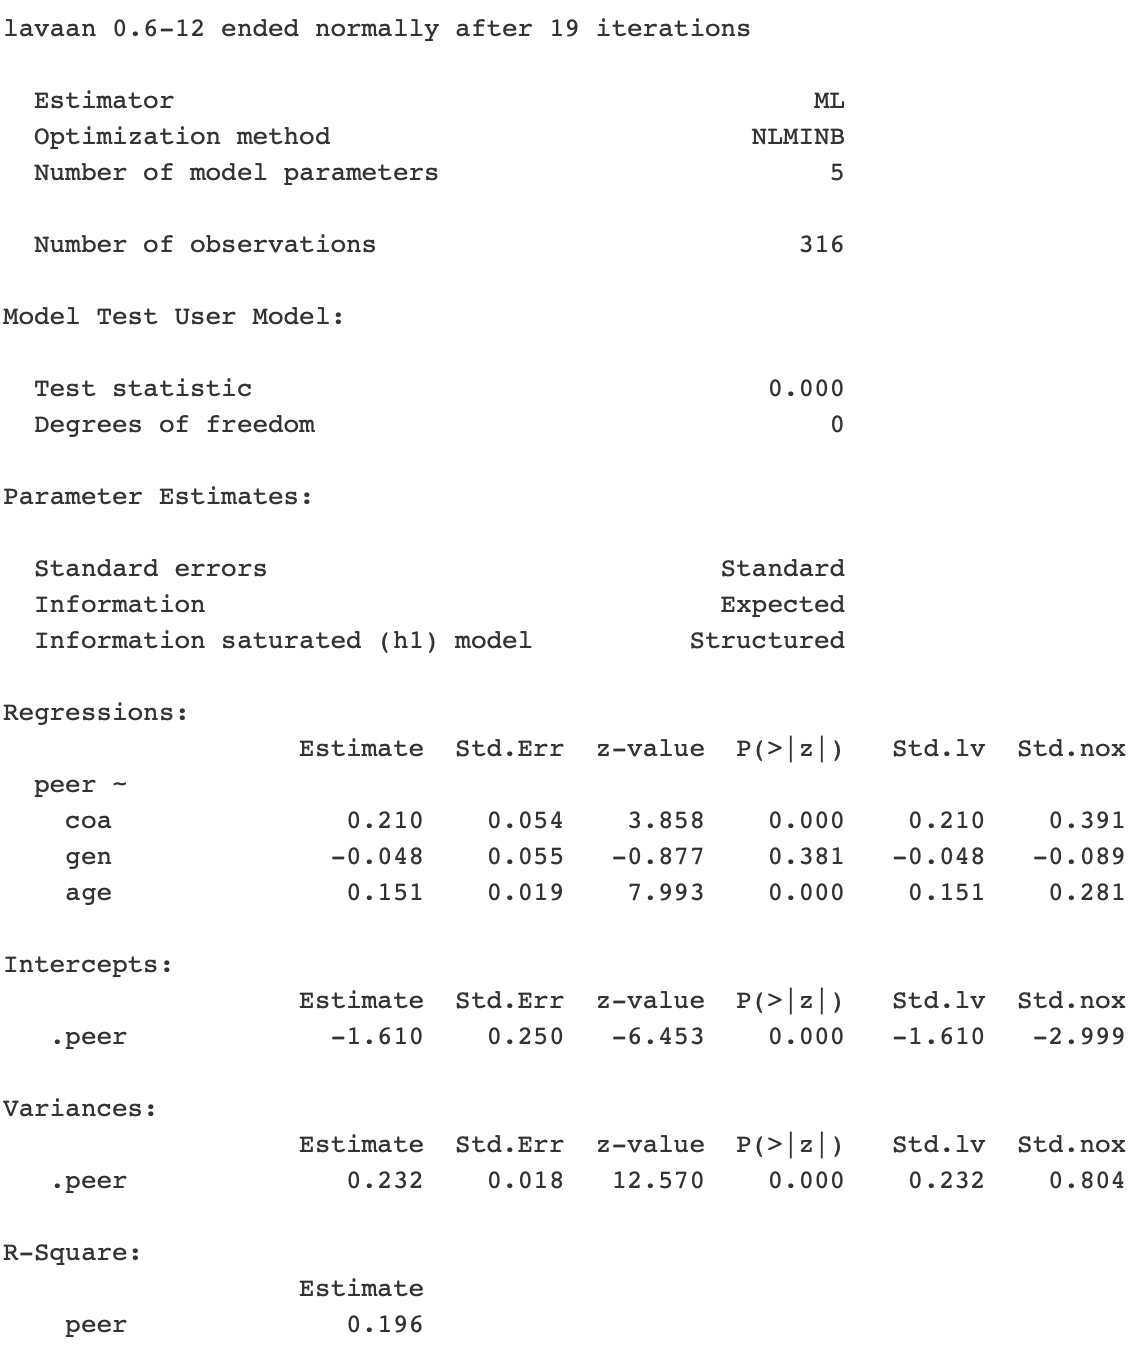 lavaan 0.6-12 ended normally after 19 iterations
Estimator ML
Optimization method NLMINB
Number of model parameters 5
Number of observations 316
Model Test User Model:
Test statistic 0.000
Degrees of freedom 0
Parameter Estimates:
Standard errors Standard
Information Expected
Information saturated (h1) model Structured
Regressions:
Estimate Std.Err z-value P(>|z|) Std.lv Std.nox
peer ~
coa 0.210 0.054 3.858 0.000 0.210 0.391
gen -0.048 0.055 -0.877 0.381 -0.048 -0.089
age 0.151 0.019 7.993 0.000 0.151 0.281
Intercepts:
Estimate Std.Err z-value P(>|z|) Std.lv Std.nox
.peer -1.610 0.250 -6.453 0.000 -1.610 -2.999
Variances:
Estimate Std.Err z-value P(>|z|) Std.lv Std.nox
.peer 0.232 0.018 12.570 0.000 0.232 0.804
R-Square:
Estimate
peer 0.196